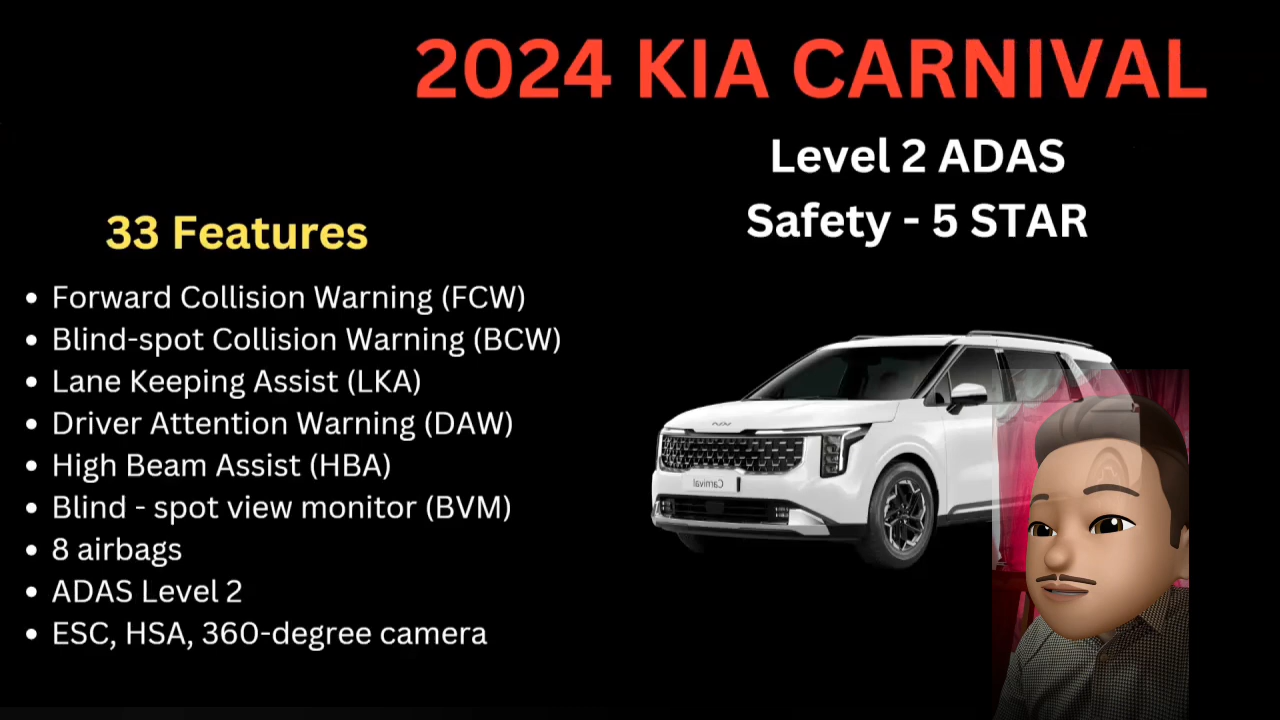 2024 KIA CARNIVAL
Level 2 ADAS
Safety - 5 STAR
33 Features
• Forward Collision Warning (FCW)
• Blind-spot Collision Warning (BCW)
• Lane Keeping Assist (LKA)
• Driver Attention Warning (DAW)
• High Beam Assist (HBA)
• Blind - spot view monitor (BVM)
• 8 airbags
• ADAS Level 2
• ESC, HSA, 360-degree camera
Carnival